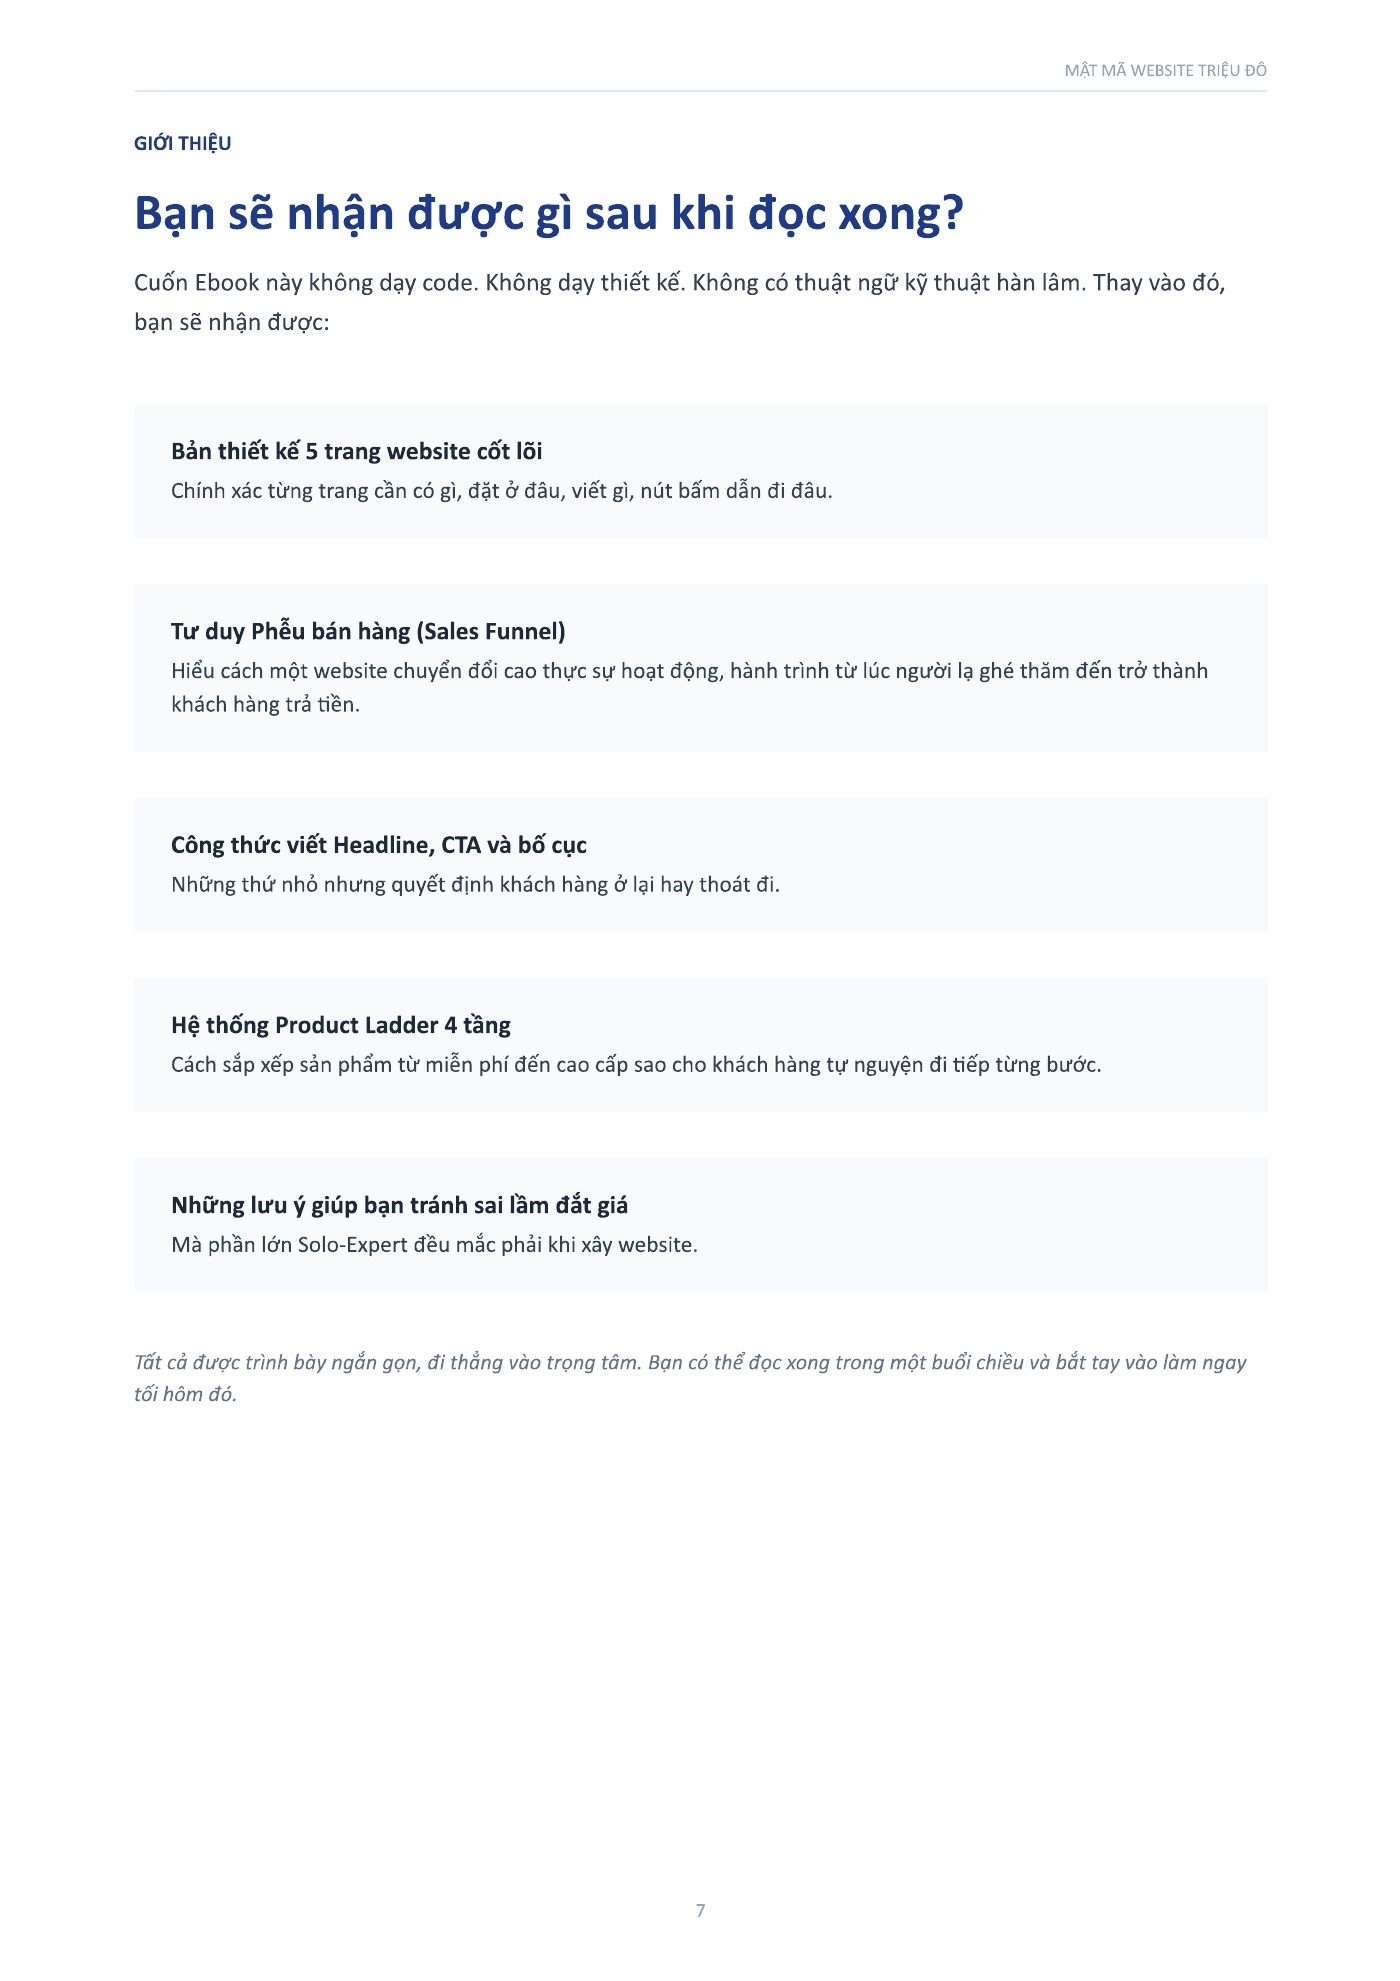 MẬT MÃ WEBSITE TRIỆU ĐÔ
GIỚI THIỆU
Bạn sẽ nhận được gì sau khi đọc xong?
Cuốn Ebook này không dạy code. Không dạy thiết kế. Không có thuật ngữ kỹ thuật hàn lâm. Thay vào đó,
bạn sẽ nhận được:
Bản thiết kế 5 trang website cốt lõi
Chính xác từng trang cần có gì, đặt ở đâu, viết gì, nút bấm dẫn đi đâu.
Tư duy Phễu bán hàng (Sales Funnel)
Hiểu cách một website chuyển đổi cao thực sự hoạt động, hành trình từ lúc người lạ ghé thăm đến trở thành
khách hàng trả tiền.
Công thức viết Headline, CTA và bố cục
Những thứ nhỏ nhưng quyết định khách hàng ở lại hay thoát đi.
Hệ thống Product Ladder 4 tầng
Cách sắp xếp sản phẩm từ miễn phí đến cao cấp sao cho khách hàng tự nguyện đi tiếp từng bước.
Những lưu ý giúp bạn tránh sai lầm đắt giá
Mà phần lớn Solo-Expert đều mắc phải khi xây website.
Tất cả được trình bày ngắn gọn, đi thẳng vào trọng tâm. Bạn có thể đọc xong trong một buổi chiều và bắt tay vào làm ngay
tối hôm đó.
7